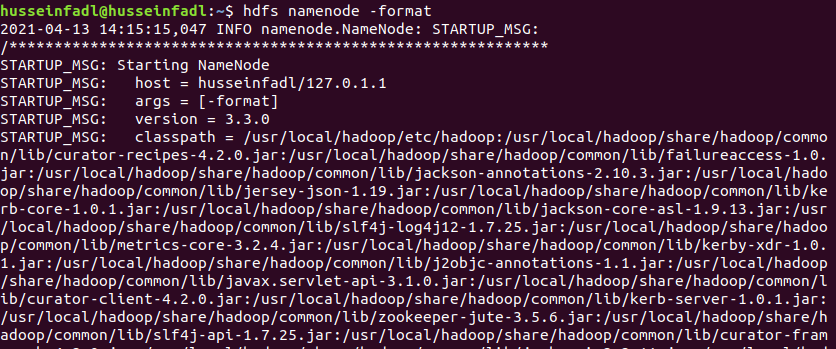 husseinfadl@husseinfadl:~$ hdfs namenode -format
2021-04-13 14:15:15,047 INFO namenode.NameNode: STARTUP_MSG:
/************************************************************
STARTUP_MSG: Starting NameNode
STARTUP_MSG:   host = husseinfadl/127.0.1.1
STARTUP_MSG:   args = [-format]
STARTUP_MSG:   version = 3.3.0
STARTUP_MSG:   classpath = /usr/local/hadoop/etc/hadoop:/usr/local/hadoop/share/hadoop/commo
n/lib/curator-recipes-4.2.0.jar:/usr/local/hadoop/share/hadoop/common/lib/failureaccess-1.0.
jar:/usr/local/hadoop/share/hadoop/common/lib/jackson-annotations-2.10.3.jar:/usr/local/hado
op/share/hadoop/common/lib/jersey-json-1.19.jar:/usr/local/hadoop/share/hadoop/common/lib/ke
rb-core-1.0.1.jar:/usr/local/hadoop/share/hadoop/common/lib/jackson-core-asl-1.9.13.jar:/usr
/local/hadoop/share/hadoop/common/lib/slf4j-log4j12-1.7.25.jar:/usr/local/hadoop/share/hadoo
p/common/lib/metrics-core-3.2.4.jar:/usr/local/hadoop/share/hadoop/common/lib/kerby-xdr-1.0.
1.jar:/usr/local/hadoop/share/hadoop/common/lib/j2objc-annotations-1.1.jar:/usr/local/hadoop
/share/hadoop/common/lib/javax.servlet-api-3.1.0.jar:/usr/local/hadoop/share/hadoop/common/l
ib/curator-client-4.2.0.jar:/usr/local/hadoop/share/hadoop/common/lib/kerb-server-1.0.1.jar:
/usr/local/hadoop/share/hadoop/common/lib/zookeeper-jute-3.5.6.jar:/usr/local/hadoop/share/h
adoop/common/lib/slf4j-api-1.7.25.jar:/usr/local/hadoop/share/hadoop/common/lib/curator-fram